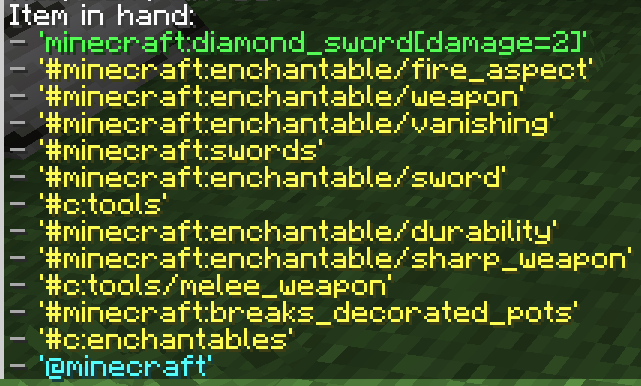 Item in hand:
- 'minecraft:diamond_sword[damage=2]'
- '#minecraft:enchantable/fire_aspect'
- '#minecraft:enchantable/weapon'
- '#minecraft:enchantable/vanishing'
- '#minecraft:swords'
- '#minecraft:enchantable/sword'
- '#c:tools'
- '#minecraft:enchantable/durability'
- '#minecraft:enchantable/sharp_weapon'
- '#c:tools/melee_weapon'
- '#minecraft:breaks_decorated_pots'
- '#c:enchantables'
- '@minecraft'